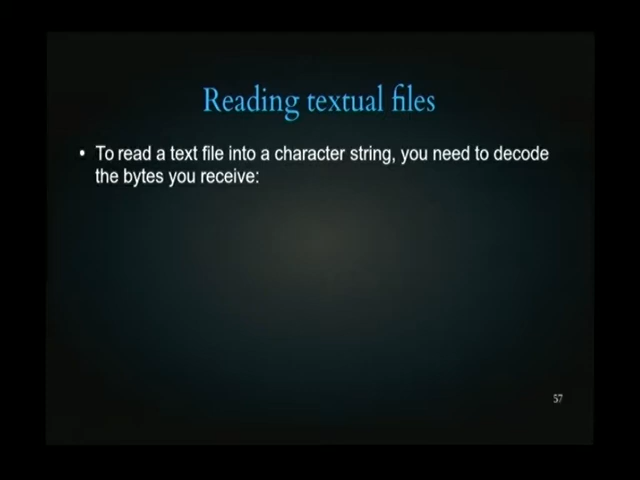 Reading textual files
• To read a text file into a character string, you need to decode
the bytes you receive:
57